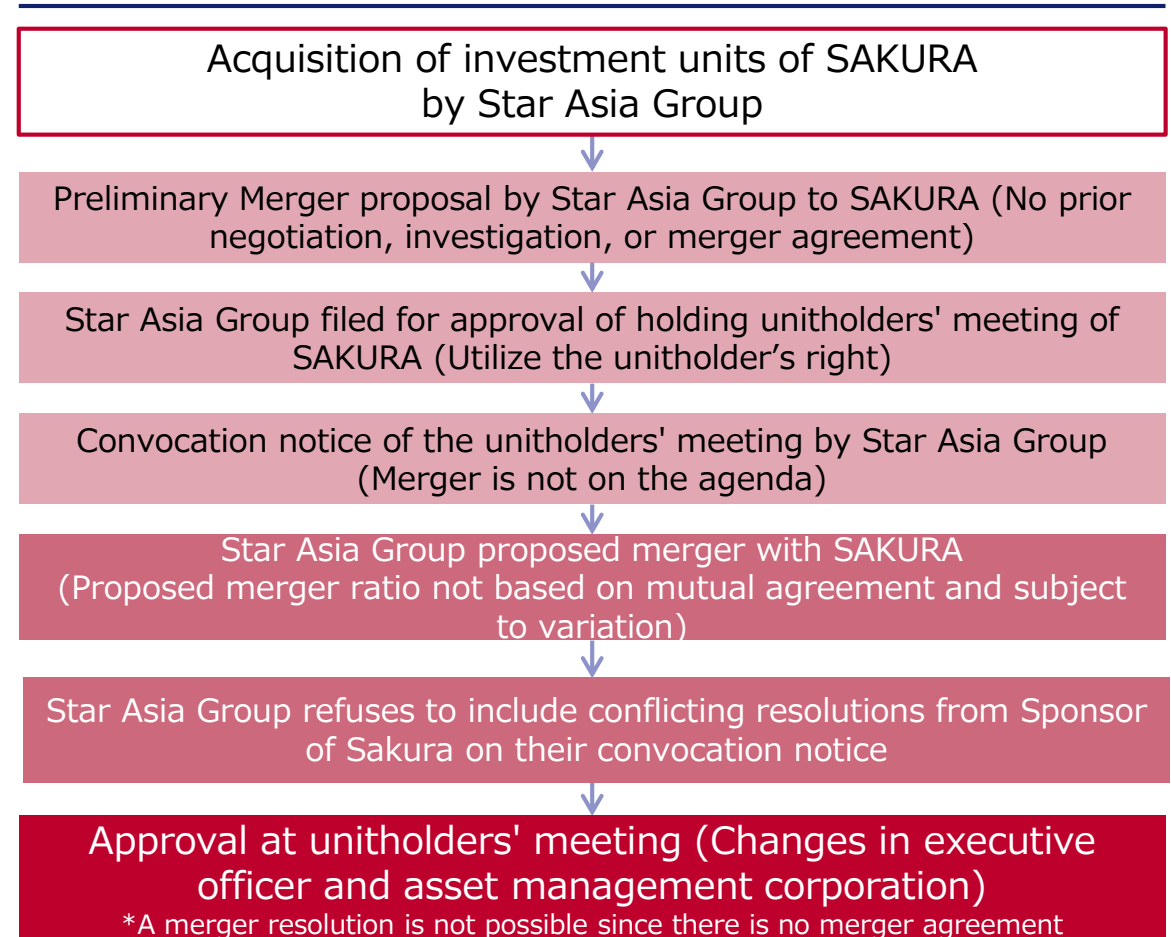 Acquisition of investment units of SAKURA
by Star Asia Group
Preliminary Merger proposal by Star Asia Group to SAKURA (No prior
negotiation, investigation, or merger agreement)
Star Asia Group filed for approval of holding unitholders' meeting of
SAKURA (Utilize the unitholder’s right)
Convocation notice of the unitholders' meeting by Star Asia Group
(Merger is not on the agenda)
Star Asia Group proposed merger with SAKURA
(Proposed merger ratio not based on mutual agreement and subject
to variation)
Star Asia Group refuses to include conflicting resolutions from Sponsor
of Sakura on their convocation notice
Approval at unitholders' meeting (Changes in executive
officer and asset management corporation)
*A merger resolution is not possible since there is no merger agreement